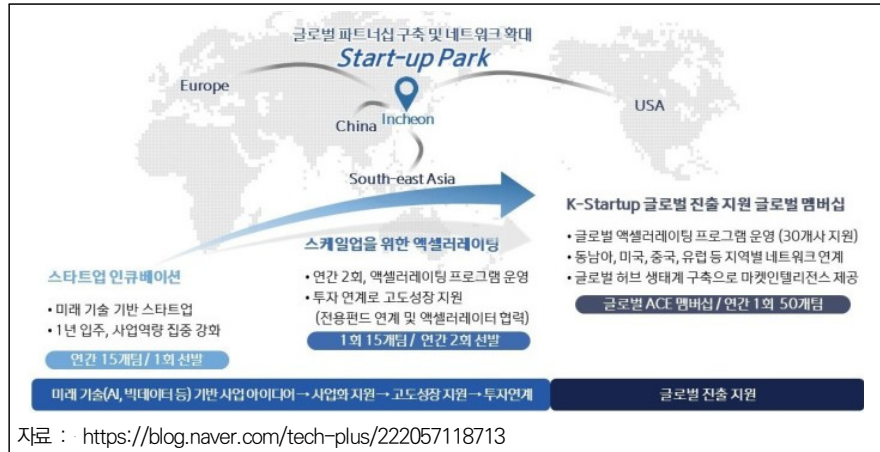 글로벌 파트너십 구축 및 네트워크 확대
Start-up Park
Europe
China
Incheon
USA
South-east Asia
K-Startup 글로벌 진출 지원 글로벌 멤버십
• 글로벌 액셀러레이팅 프로그램 운영 (30개사 지원)
• 동남아, 미국, 중국, 유럽 등 지역별 네트워크 연계
• 글로벌 허브 생태계 구축으로 마켓인텔리전스 제공
글로벌 ACE 멤버십 / 연간 1회 50개팀
스케일업을 위한 액셀러레이팅
• 연간 2회, 액셀러레이팅 프로그램 운영
• 투자 연계로 고도성장 지원
(전용펀드 연계 및 액셀러레이터 협력)
1회 15개팀 / 연간 2회 선발
스타트업 인큐베이션
• 미래 기술 기반 스타트업
• 1년 입주, 사업역량 집중 강화
연간 15개팀 / 1회 선발
미래 기술(AI, 빅데이터 등) 기반 사업 아이디어 → 사업화 지원 → 고도성장 지원 → 투자연계
글로벌 진출 지원
자료 : https://blog.naver.com/tech-plus/222057118713